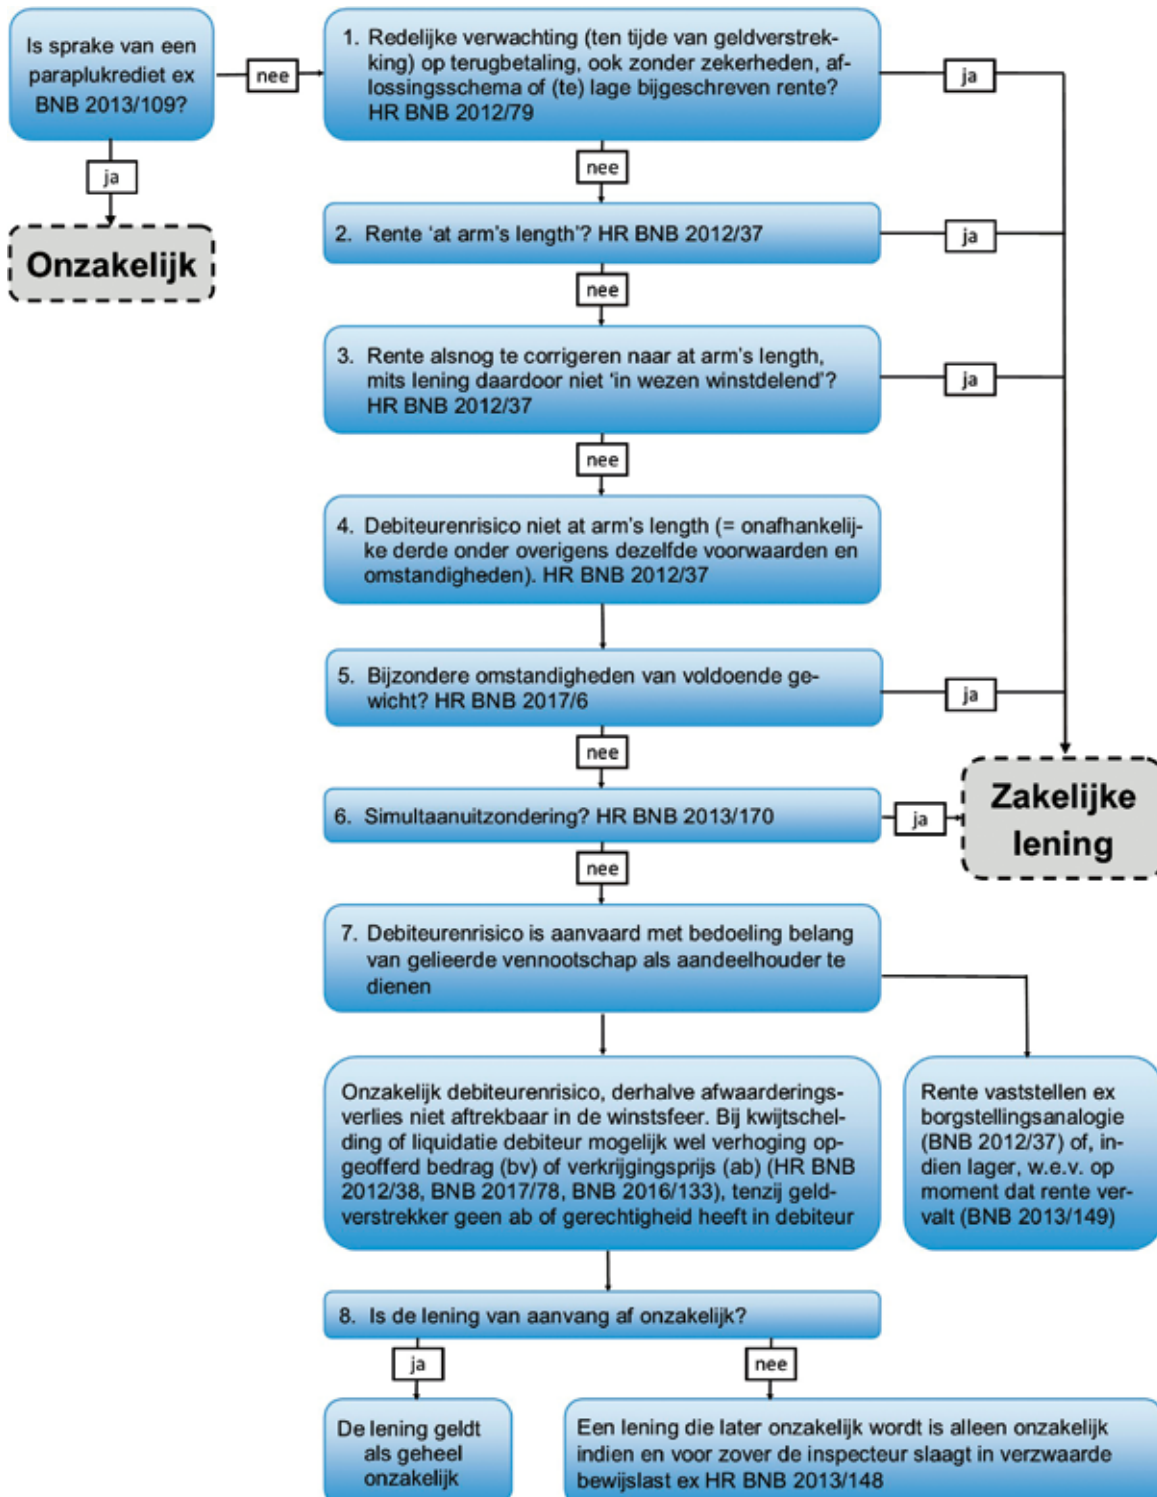 Is sprake van een
paraplukrediet ex
BNB 2013/109?
nee
ja
Onzakelijk
1. Redelijke verwachting (ten tijde van geldverstrek-
king) op terugbetaling, ook zonder zekerheden, af-
lossingsschema of (te) lage bijgeschreven rente?
HR BNB 2012/79
ja
nee
2. Rente ‘at arm’s length’? HR BNB 2012/37
ja
nee
3. Rente alsnog te corrigeren naar at arm’s length,
mits lening daardoor niet ‘in wezen winstdelend’?
HR BNB 2012/37
ja
nee
4. Debiteurenrisico niet at arm’s length (= onafhankelij-
ke derde onder overigens dezelfde voorwaarden en
omstandigheden). HR BNB 2012/37
5. Bijzondere omstandigheden van voldoende ge-
wicht? HR BNB 2017/6
ja
nee
6. Simultaanuitzondering? HR BNB 2013/170
ja
Zakelijke
lening
nee
7. Debiteurenrisico is aanvaard met bedoeling belang
van gelieerde vennootschap als aandeelhouder te
dienen
Onzakelijk debiteurenrisico, derhalve afwaarderings-
verlies niet aftrekbaar in de winstsfeer. Bij kwijtschel-
ding of liquidatie debiteur mogelijk wel verhoging op-
geofferd bedrag (bv) of verkrijgingsprijs (ab) (HR BNB
2012/38, BNB 2017/78, BNB 2016/133), tenzij geld-
verstrekker geen ab of gerechtigheid heeft in debiteur
Rente vaststellen ex
borgstellingsanalogie
(BNB 2012/37) of, in-
dien lager, w.e.v. op
moment dat rente ver-
valt (BNB 2013/149)
8. Is de lening van aanvang af onzakelijk?
ja
nee
De lening geldt
als geheel
onzakelijk
Een lening die later onzakelijk wordt is alleen onzakelijk
indien en voor zover de inspecteur slaagt in verzwaarde
bewijslast ex HR BNB 2013/148